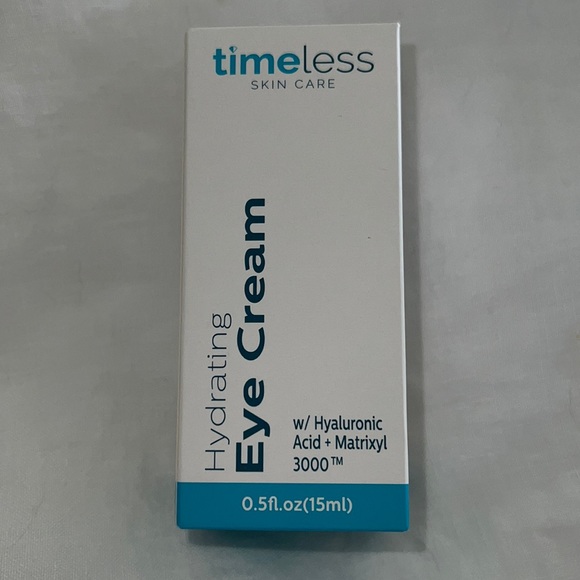 timeless
SKIN CARE
Hydrating
Eye Cream
w/ Hyaluronic
Acid + Matrixyl
3000™
0.5fl.oz(15ml)